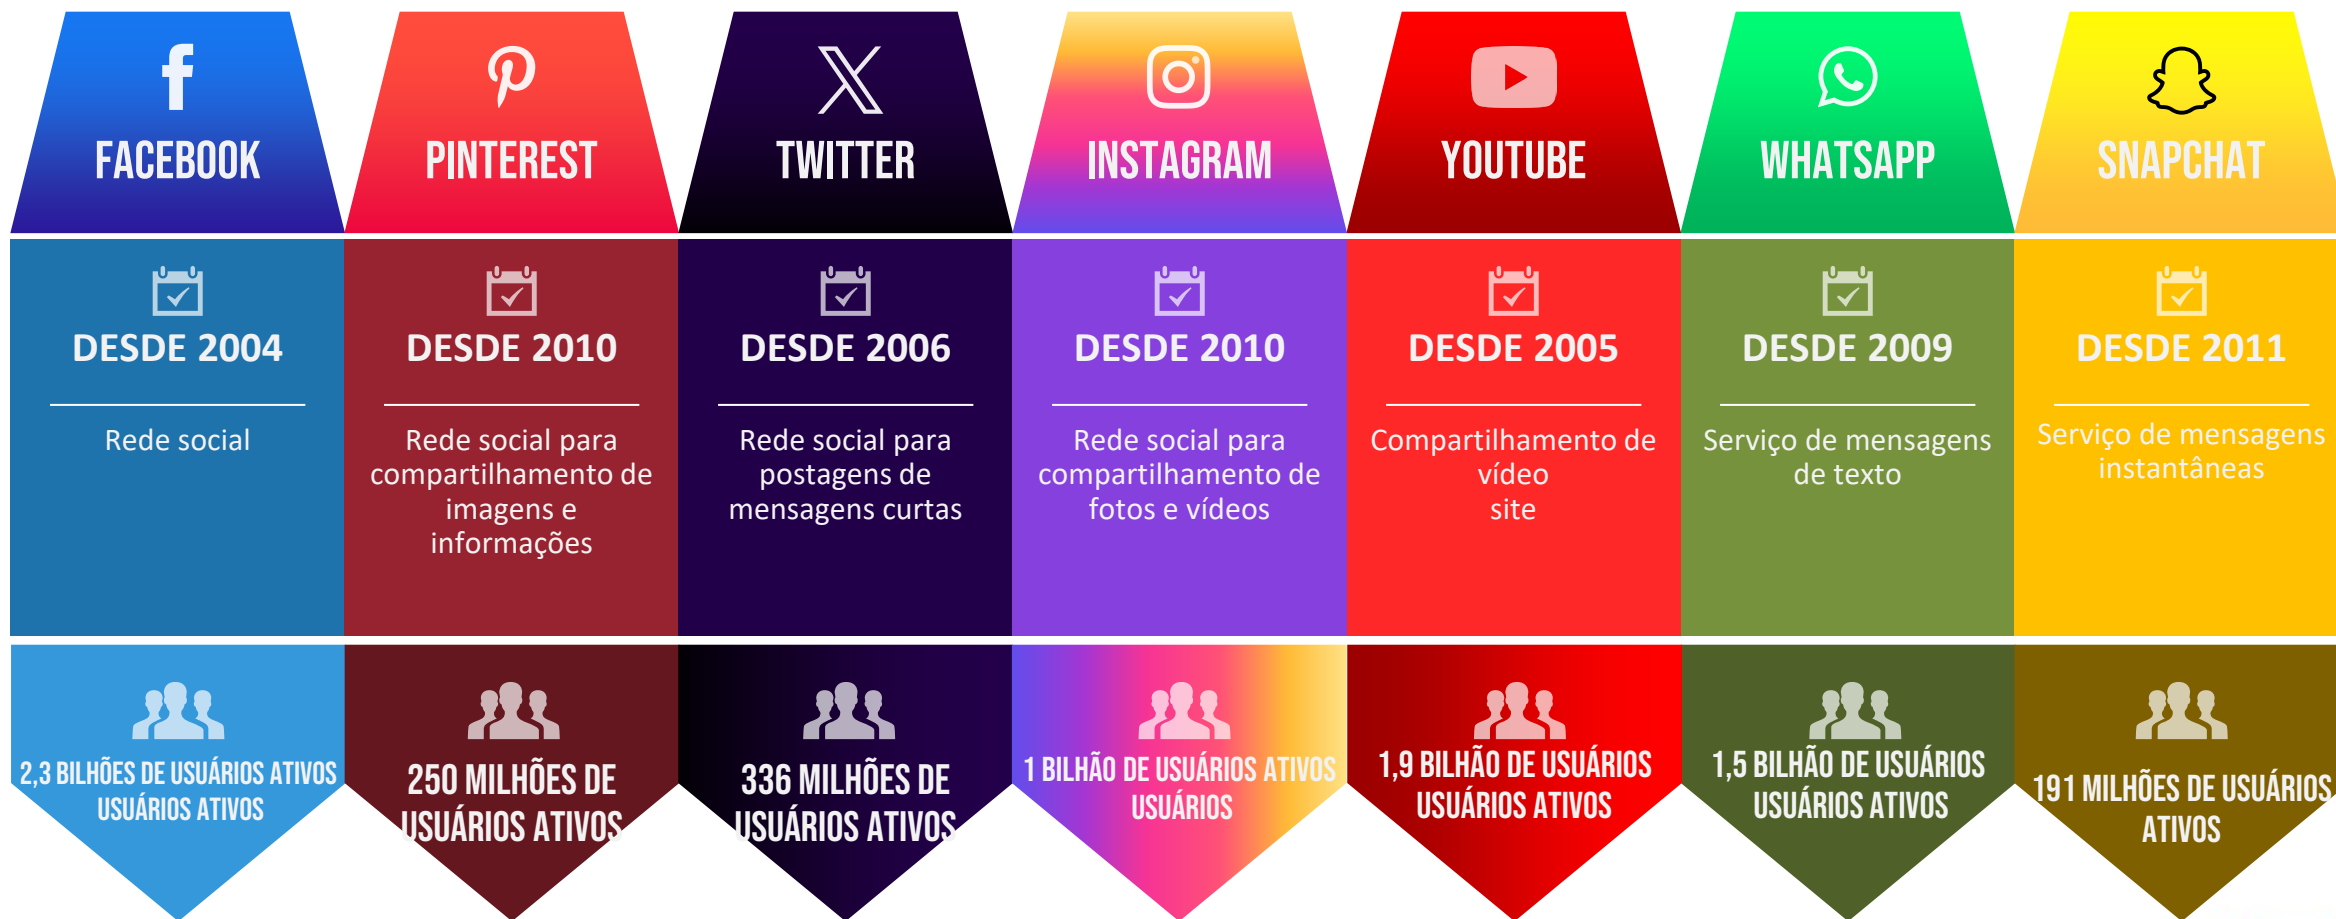 FACEBOOK
DESDE 2004
Rede social
2,3 BILHÕES DE USUÁRIOS ATIVOS
USUÁRIOS ATIVOS
PINTEREST
DESDE 2010
Rede social para
compartilhamento de
imagens e
informações
250 MILHÕES DE
USUÁRIOS ATIVOS
TWITTER
DESDE 2006
Rede social para
postagens de
mensagens curtas
336 MILHÕES DE
USUÁRIOS ATIVOS
INSTAGRAM
DESDE 2010
Rede social para
compartilhamento de
fotos e vídeos
1 BILHÃO DE USUÁRIOS ATIVOS
USUÁRIOS
YOUTUBE
DESDE 2005
Compartilhamento de
vídeo
site
1,9 BILHÃO DE USUÁRIOS
USUÁRIOS ATIVOS
WHATSAPP
DESDE 2009
Serviço de mensagens
de texto
1,5 BILHÃO DE USUÁRIOS
USUÁRIOS ATIVOS
SNAPCHAT
DESDE 2011
Serviço de mensagens
instantâneas
191 MILHÕES DE USUÁRIOS
ATIVOS